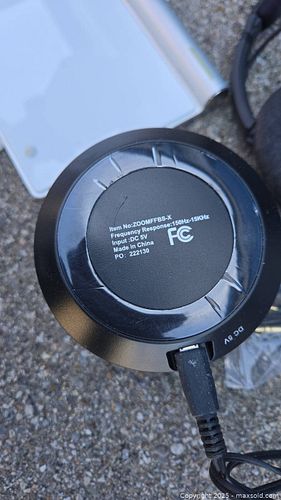 Item No:ZOOMFFBS-X
Frequency Response:150Hz-15KHz
Input :DC 5V
Made in China
PO: 222130
FC
DC 5V
Copyright 2025 - maxsold.com